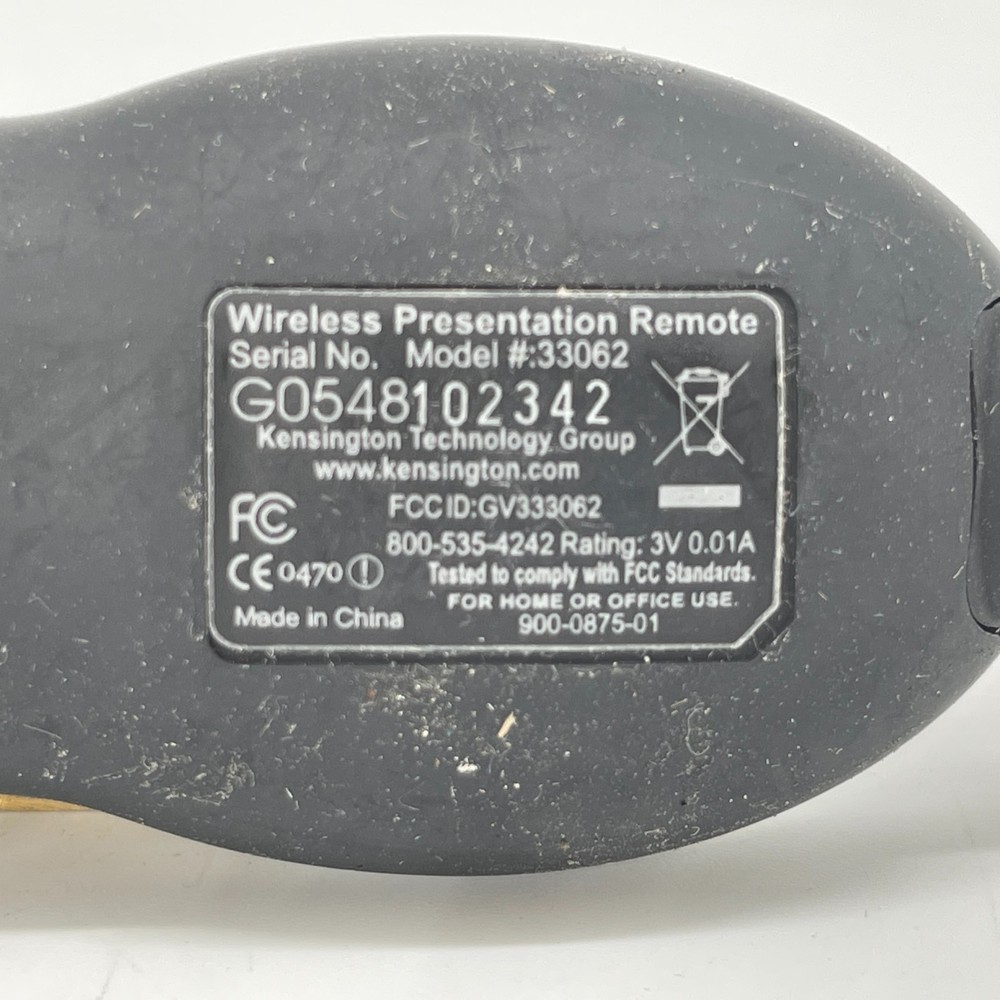 Wireless Presentation Remote
Serial No. Model #:33062
G0548102342
Kensington Technology Group
www.kensington.com
FC
FCC ID:GV333062
800-535-4242 Rating: 3V 0.01A
CE 0470
Tested to comply with FCC Standards.
FOR HOME OR OFFICE USE.
Made in China
900-0875-01